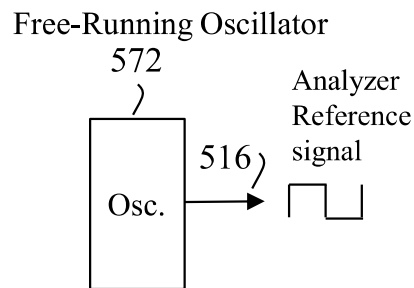 Free-Running Oscillator
572
Analyzer
Reference
signal
516
Osc.